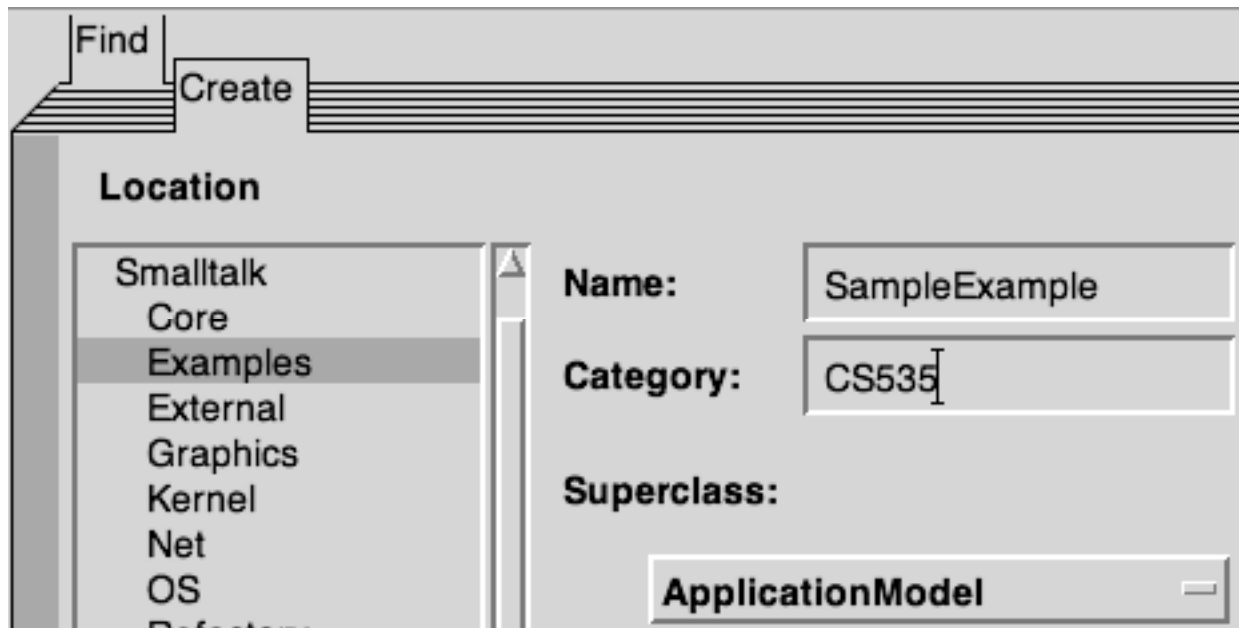 Find
Create
Location
Smalltalk
Core
Examples
External
Graphics
Kernel
Net
OS
Name:
SampleExample
Category:
CS535
Superclass:
ApplicationModel